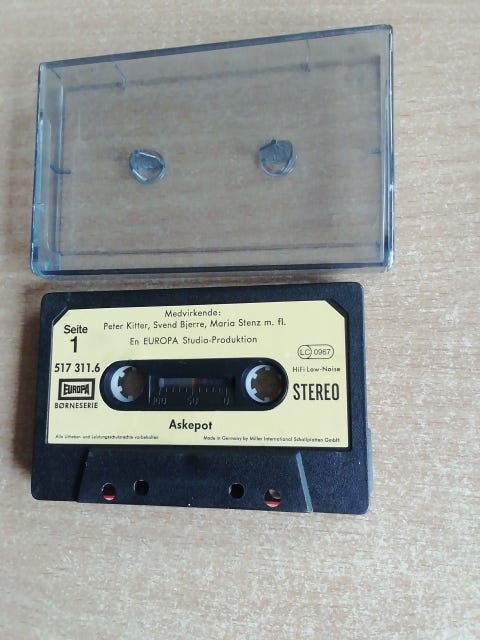 Medvirkende:
Peter Kitter, Svend Bjerre, Maria Stenz m. fl.
En EUROPA Studio-Produktion
Seite
1
LC 0967
517 311.6
HiFi Low-Noise
EUROPA
STEREO
BØRNESERIE
100 50 0
Askepot
Alle Urheber- und Leistungsschutzrechte vorbehalten
Made in Germany by Miller International Schallplatten GmbH